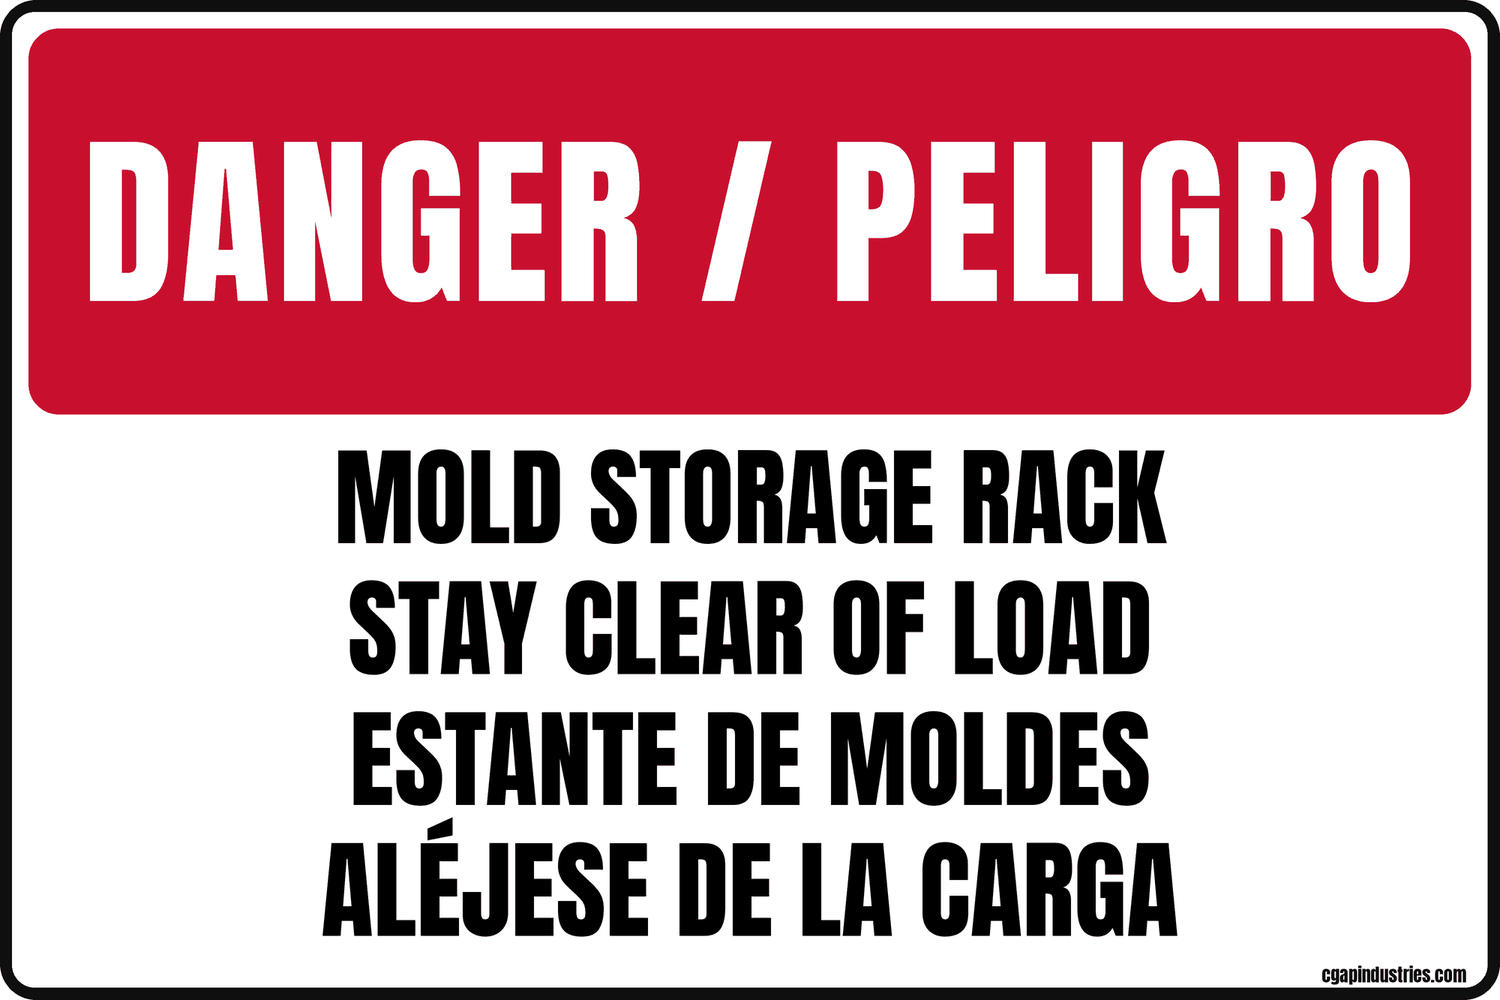 DANGER / PELIGRO
MOLD STORAGE RACK
STAY CLEAR OF LOAD
ESTANTE DE MOLDES
ALÉJESE DE LA CARGA
cgapindustries.com